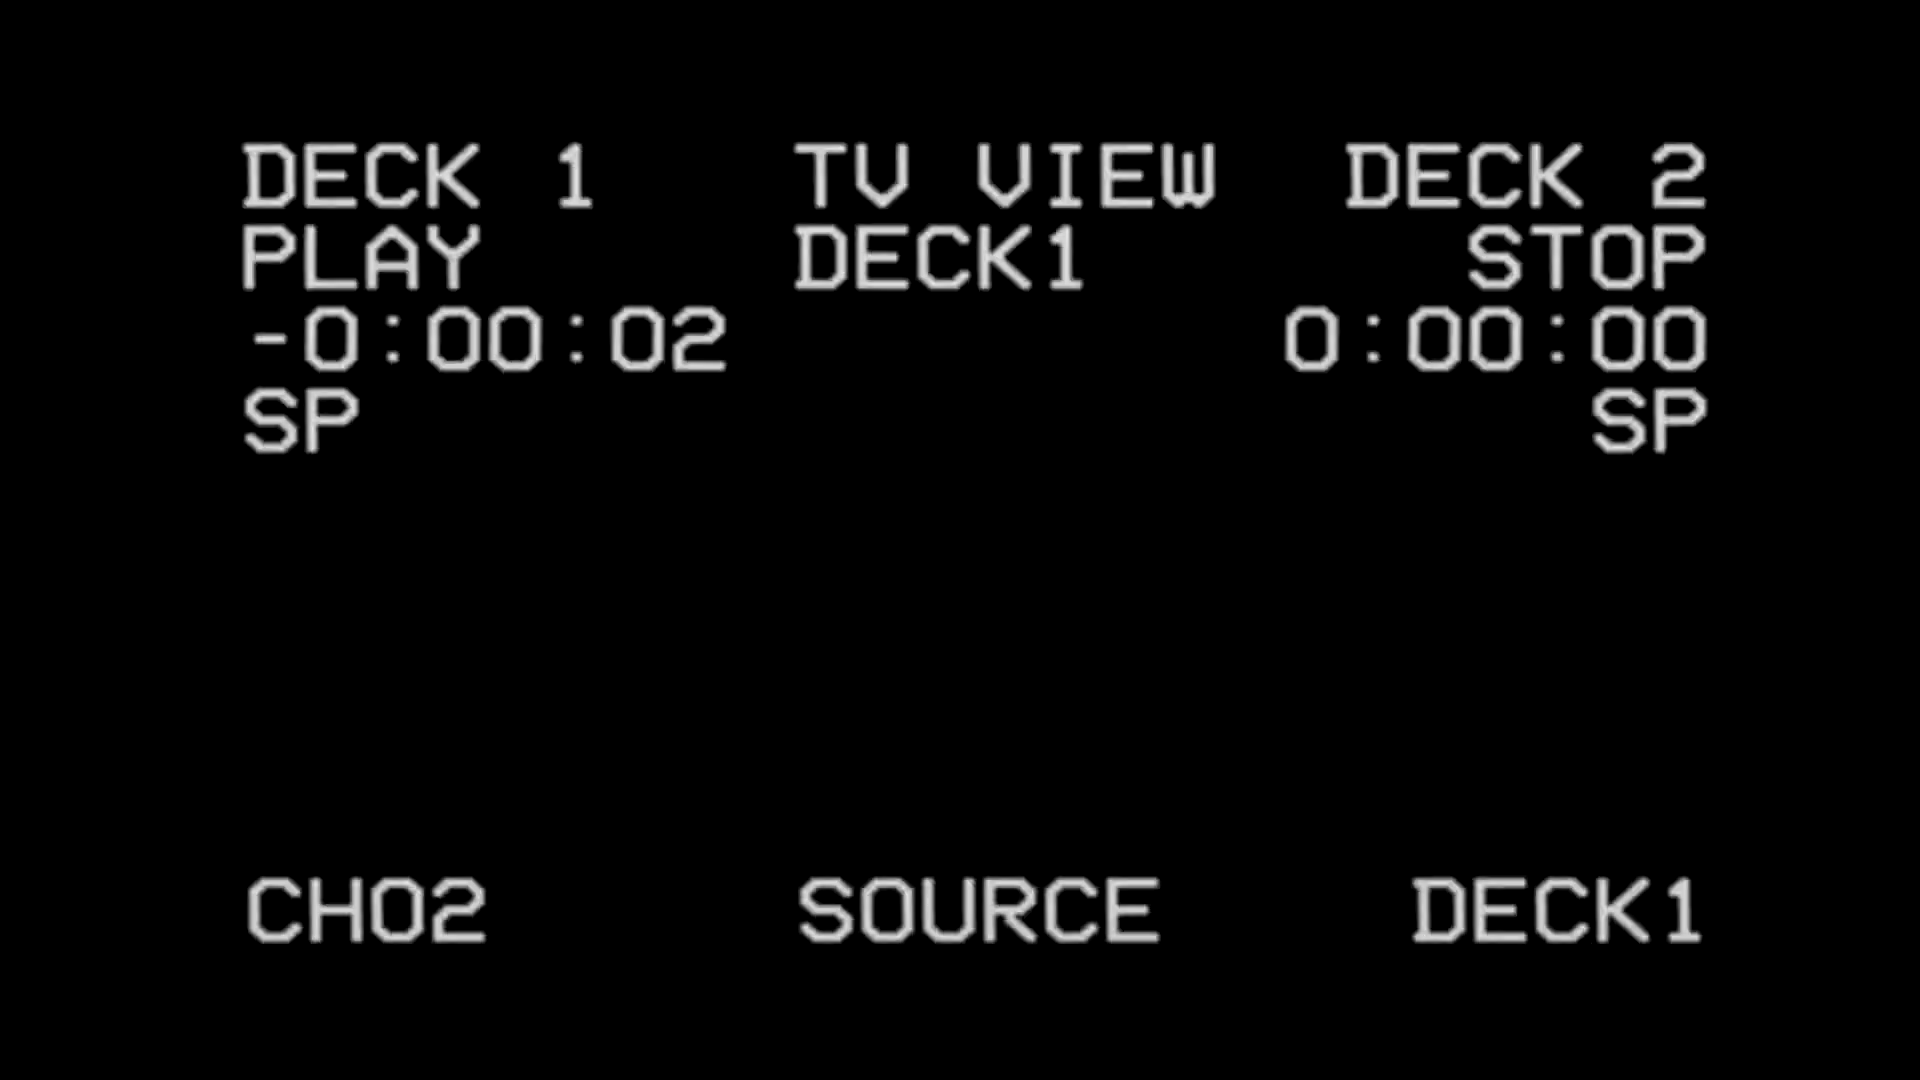 DECK 1 TV VIEW DECK 2
PLAY DECK1 STOP
-0:00:02 0:00:00
SP SP
CH02 SOURCE DECK1